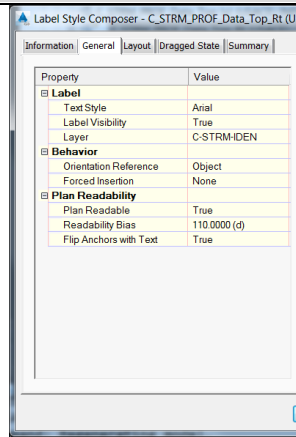 Label Style Composer - C_STRM_PROF_Data_Top_Rt (U
Information General Layout Dragged State Summary
Property Value
Label
Text Style Arial
Label Visibility True
Layer C-STRM-IDEN
Behavior
Orientation Reference Object
Forced Insertion None
Plan Readability
Plan Readable True
Readability Bias 110.0000 (d)
Flip Anchors with Text True